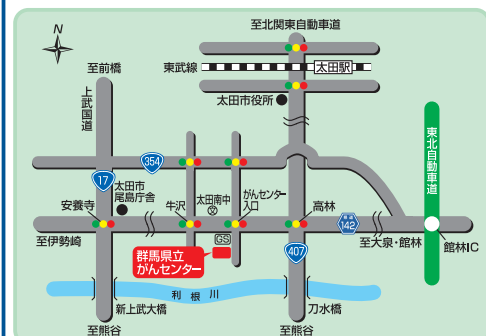 至北関東自動車道
N
至前橋
東武線
太田駅
太田市役所
上武国道
354
17
太田市
尾島庁舎
安養寺
牛沢
太田南中
がんセンター
入口
高林
県道
142
東北自動車道
至伊勢崎
GS
群馬県立
がんセンター
407
至大泉・館林
館林IC
利根川
新上武大橋
刀水橋
至熊谷
至熊谷